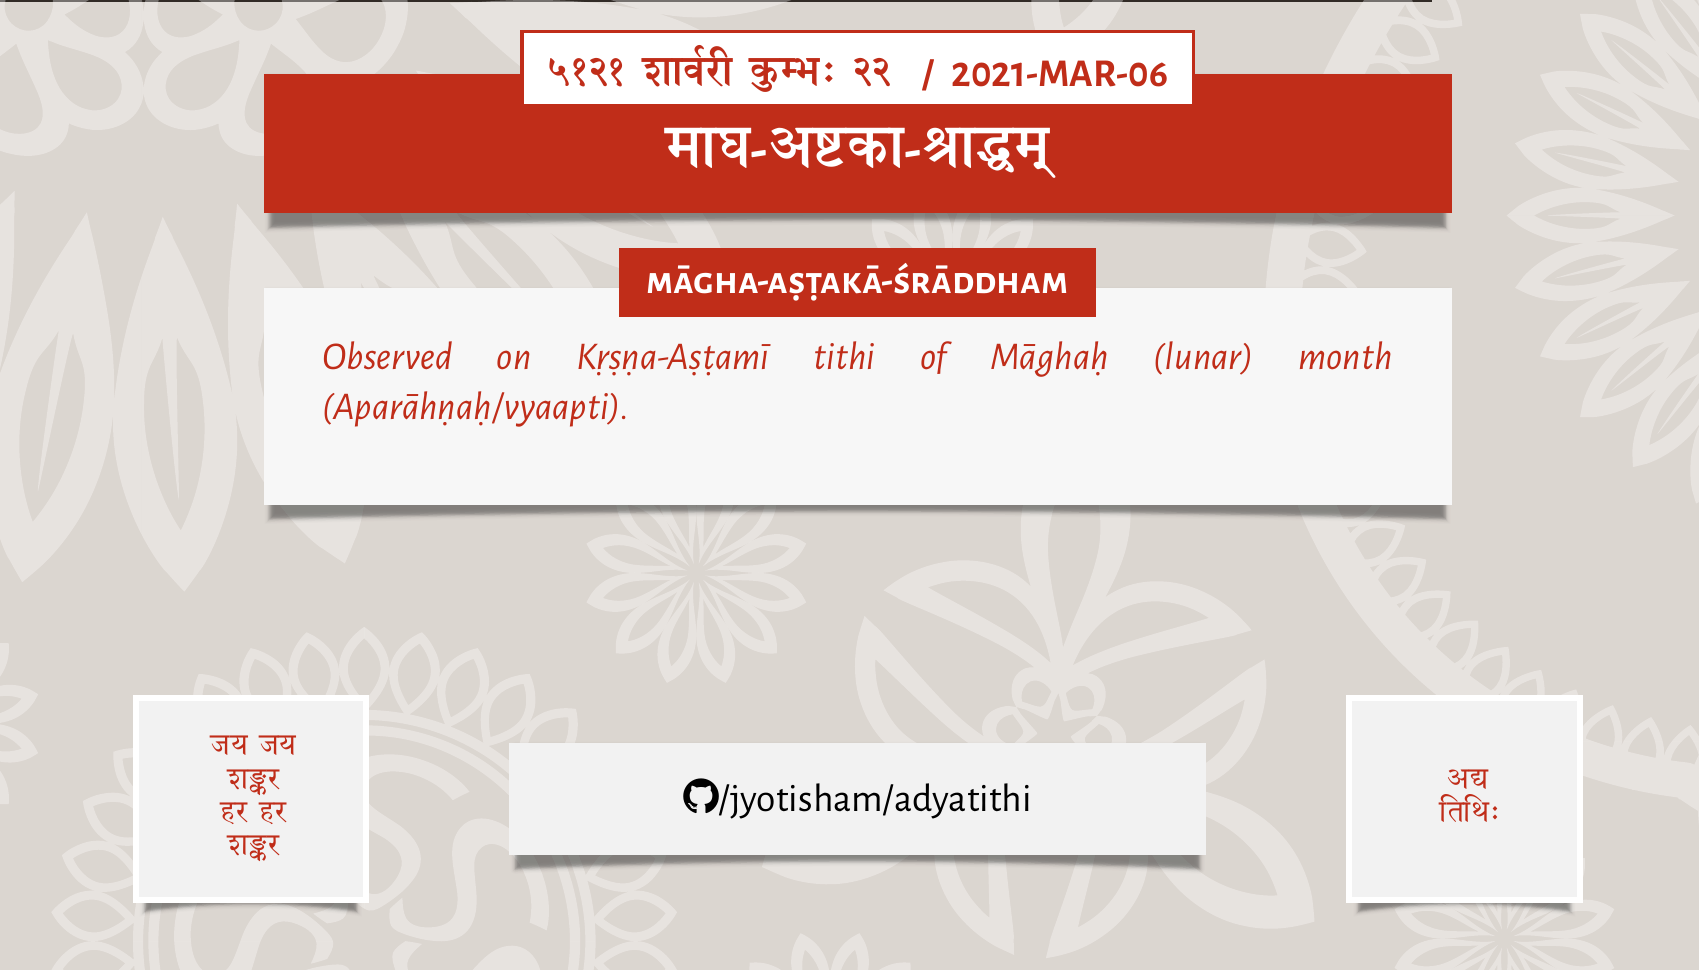 ५१२१ शार्वरी कुम्भः २२ / 2021-MAR-06
माघ-अष्टका-श्राद्धम्
MĀGHA-AṢṬAKĀ-ŚRĀDDHAM
Observed on Kṛṣṇa-Aṣṭamī tithi of Māghaḥ (lunar) month
(Aparāhṇaḥ/vyaapti).
जय जय
शङ्कर
हर हर
शङ्कर
/jyotisham/adyatithi
अद्य
तिथिः